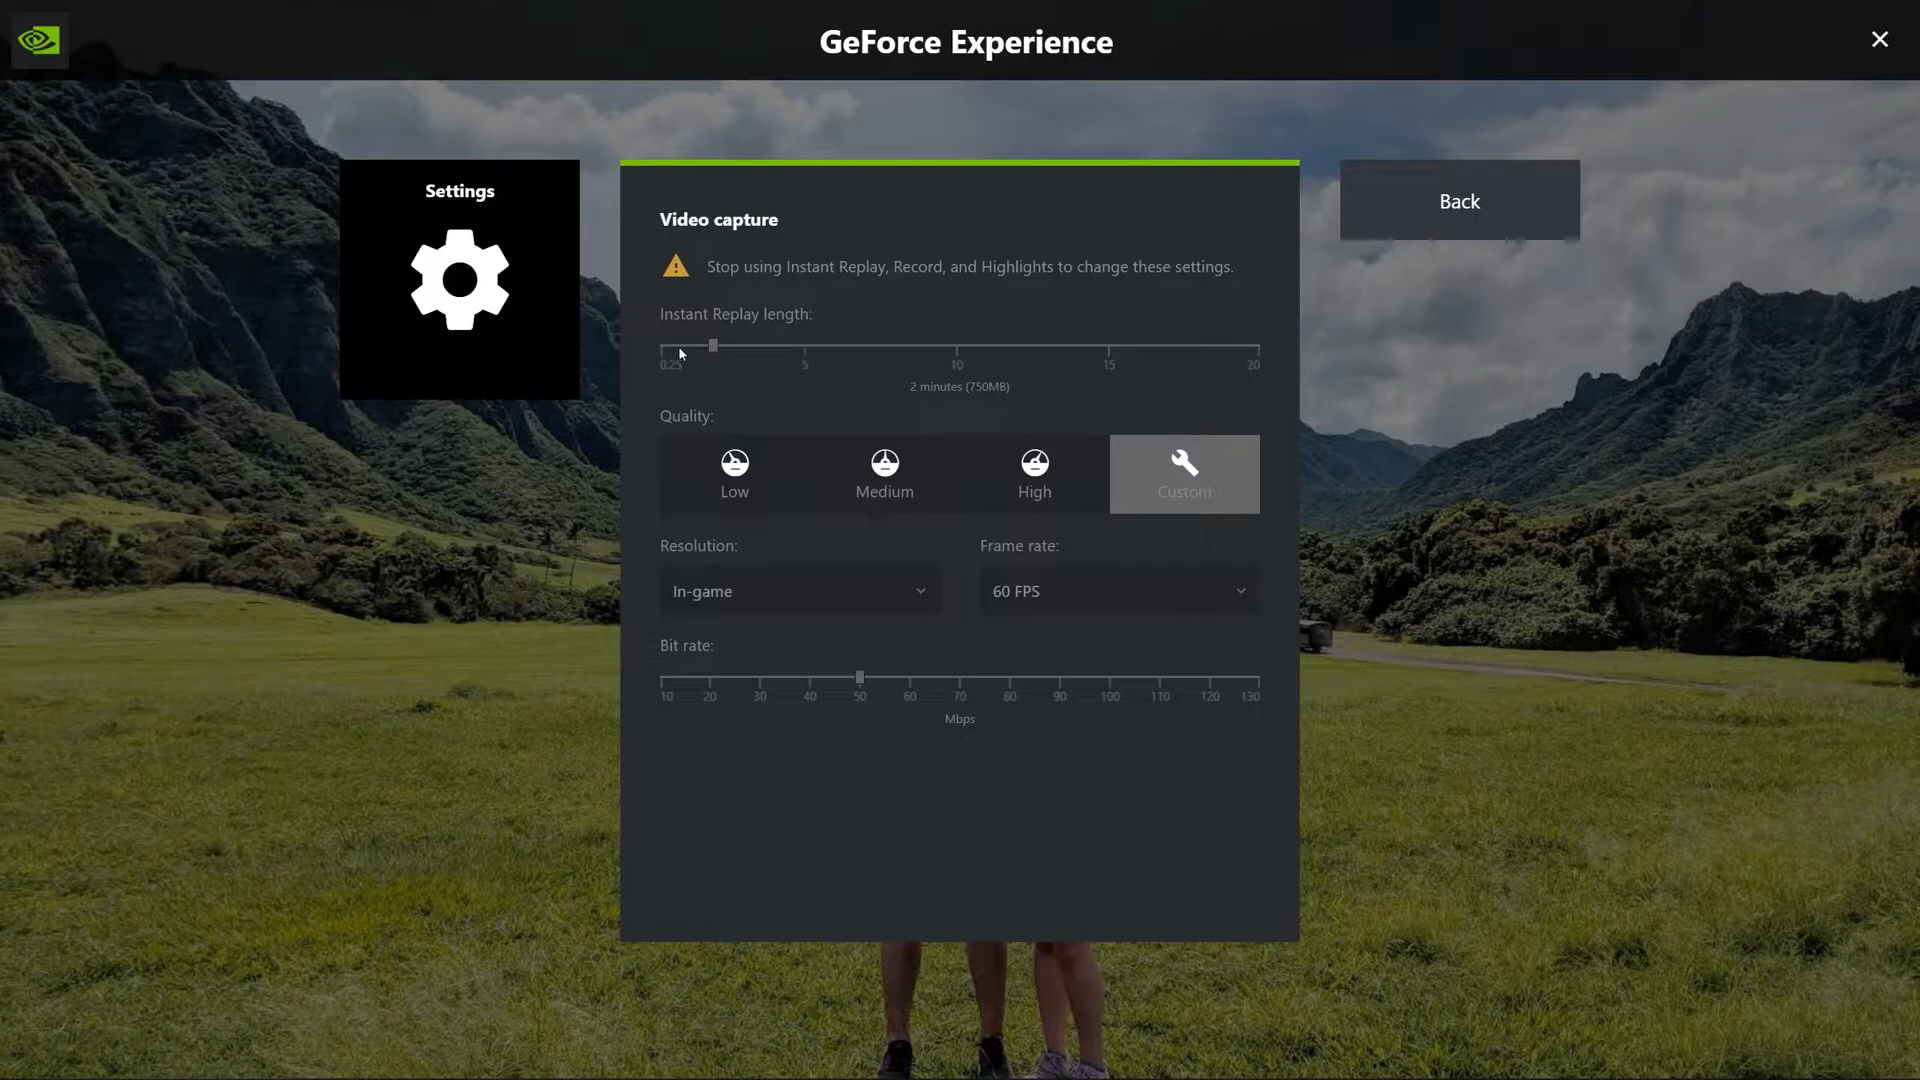 GeForce Experience
Settings
Back
Video capture
Stop using Instant Replay, Record, and Highlights to change these settings.
Instant Replay length:
0.25 5 10 15 20
2 minutes (750MB)
Quality:
Low Medium High Custom
Resolution: Frame rate:
In-game 60 FPS
Bit rate:
10 20 30 40 50 60 70 80 90 100 110 120 130
Mbps